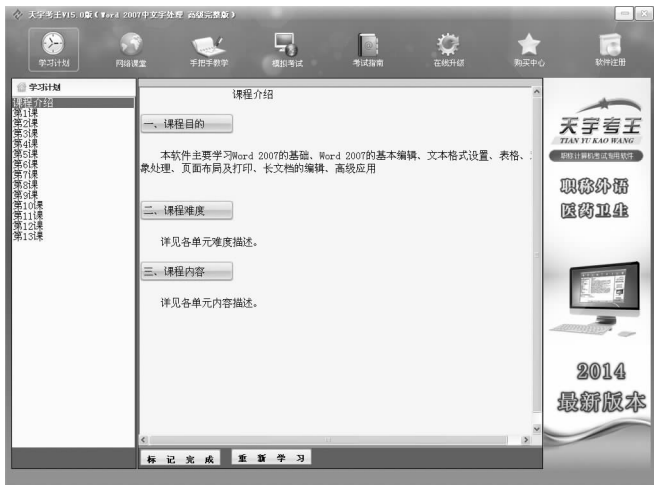 天宇考王V15.0版(Word 2007中文字处理 高级完整版)
学习计划
网络课堂
手把手教学
模拟考试
考试指南
在线升级
购买中心
软件注册
学习计划
课程介绍
第1课
第2课
第3课
第4课
第5课
第6课
第7课
第8课
第9课
第10课
第11课
第12课
第13课
课程介绍
一、课程目的
本软件主要学习Word 2007的基础、Word 2007的基本编辑、文本格式设置、表格、
象处理、页面布局及打印、长文档的编辑、高级应用
二、课程难度
详见各单元难度描述。
三、课程内容
详见各单元内容描述。
标 记 完 成
重 新 学 习
天宇考王
TIAN YU KAO WANG
职称计算机考试专用软件
职称外语
医药卫生
2014
最新版本